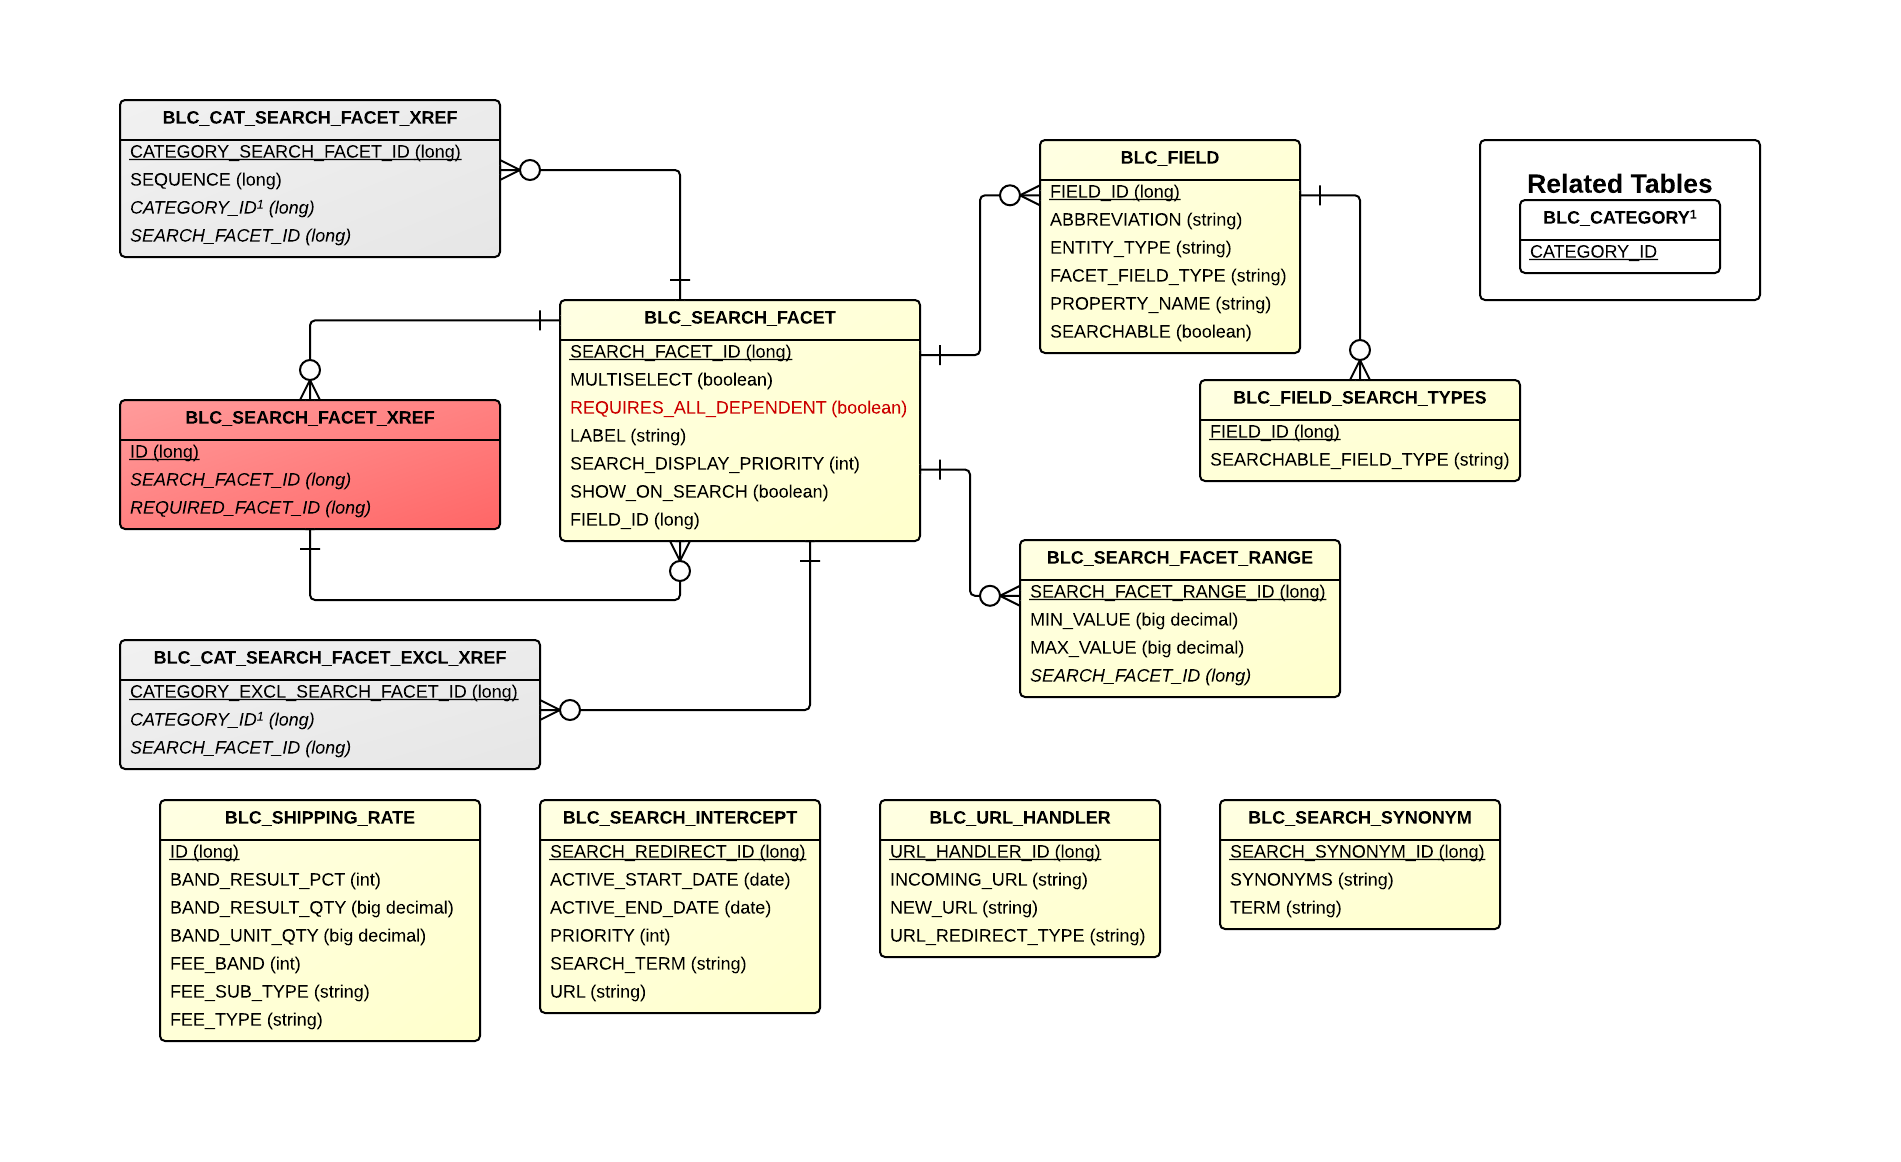 BLC_CAT_SEARCH_FACET_XREF
CATEGORY_SEARCH_FACET_ID (long)
SEQUENCE (long)
CATEGORY_ID¹ (long)
SEARCH_FACET_ID (long)
BLC_FIELD
FIELD_ID (long)
ABBREVIATION (string)
ENTITY_TYPE (string)
FACET_FIELD_TYPE (string)
PROPERTY_NAME (string)
SEARCHABLE (boolean)
Related Tables
BLC_CATEGORY¹
CATEGORY_ID
BLC_SEARCH_FACET
SEARCH_FACET_ID (long)
MULTISELECT (boolean)
REQUIRES_ALL_DEPENDENT (boolean)
LABEL (string)
SEARCH_DISPLAY_PRIORITY (int)
SHOW_ON_SEARCH (boolean)
FIELD_ID (long)
BLC_SEARCH_FACET_XREF
ID (long)
SEARCH_FACET_ID (long)
REQUIRED_FACET_ID (long)
BLC_FIELD_SEARCH_TYPES
FIELD_ID (long)
SEARCHABLE_FIELD_TYPE (string)
BLC_SEARCH_FACET_RANGE
SEARCH_FACET_RANGE_ID (long)
MIN_VALUE (big decimal)
MAX_VALUE (big decimal)
SEARCH_FACET_ID (long)
BLC_CAT_SEARCH_FACET_EXCL_XREF
CATEGORY_EXCL_SEARCH_FACET_ID (long)
CATEGORY_ID¹ (long)
SEARCH_FACET_ID (long)
BLC_SHIPPING_RATE
ID (long)
BAND_RESULT_PCT (int)
BAND_RESULT_QTY (big decimal)
BAND_UNIT_QTY (big decimal)
FEE_BAND (int)
FEE_SUB_TYPE (string)
FEE_TYPE (string)
BLC_SEARCH_INTERCEPT
SEARCH_REDIRECT_ID (long)
ACTIVE_START_DATE (date)
ACTIVE_END_DATE (date)
PRIORITY (int)
SEARCH_TERM (string)
URL (string)
BLC_URL_HANDLER
URL_HANDLER_ID (long)
INCOMING_URL (string)
NEW_URL (string)
URL_REDIRECT_TYPE (string)
BLC_SEARCH_SYNONYM
SEARCH_SYNONYM_ID (long)
SYNONYMS (string)
TERM (string)